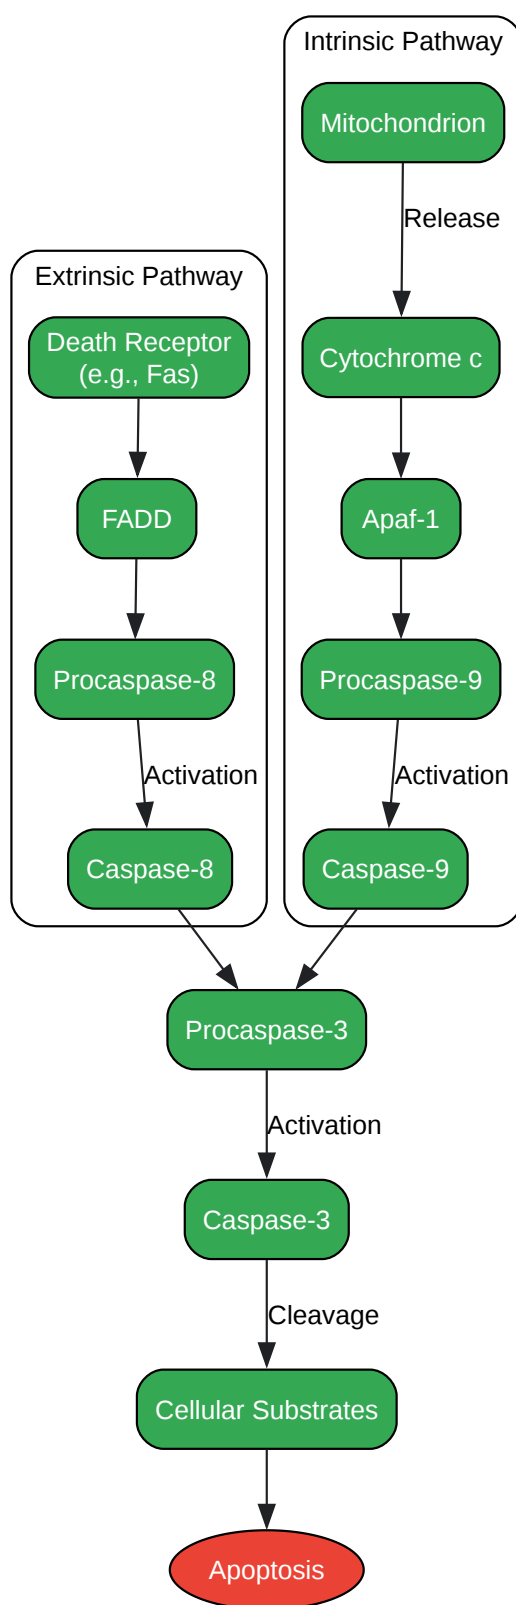 Intrinsic Pathway
Mitochondrion
Release
Cytochrome c
Apaf-1
Procaspase-9
Activation
Caspase-9
Extrinsic Pathway
Death Receptor
(e.g., Fas)
FADD
Procaspase-8
Activation
Caspase-8
Procaspase-3
Activation
Caspase-3
Cleavage
Cellular Substrates
Apoptosis